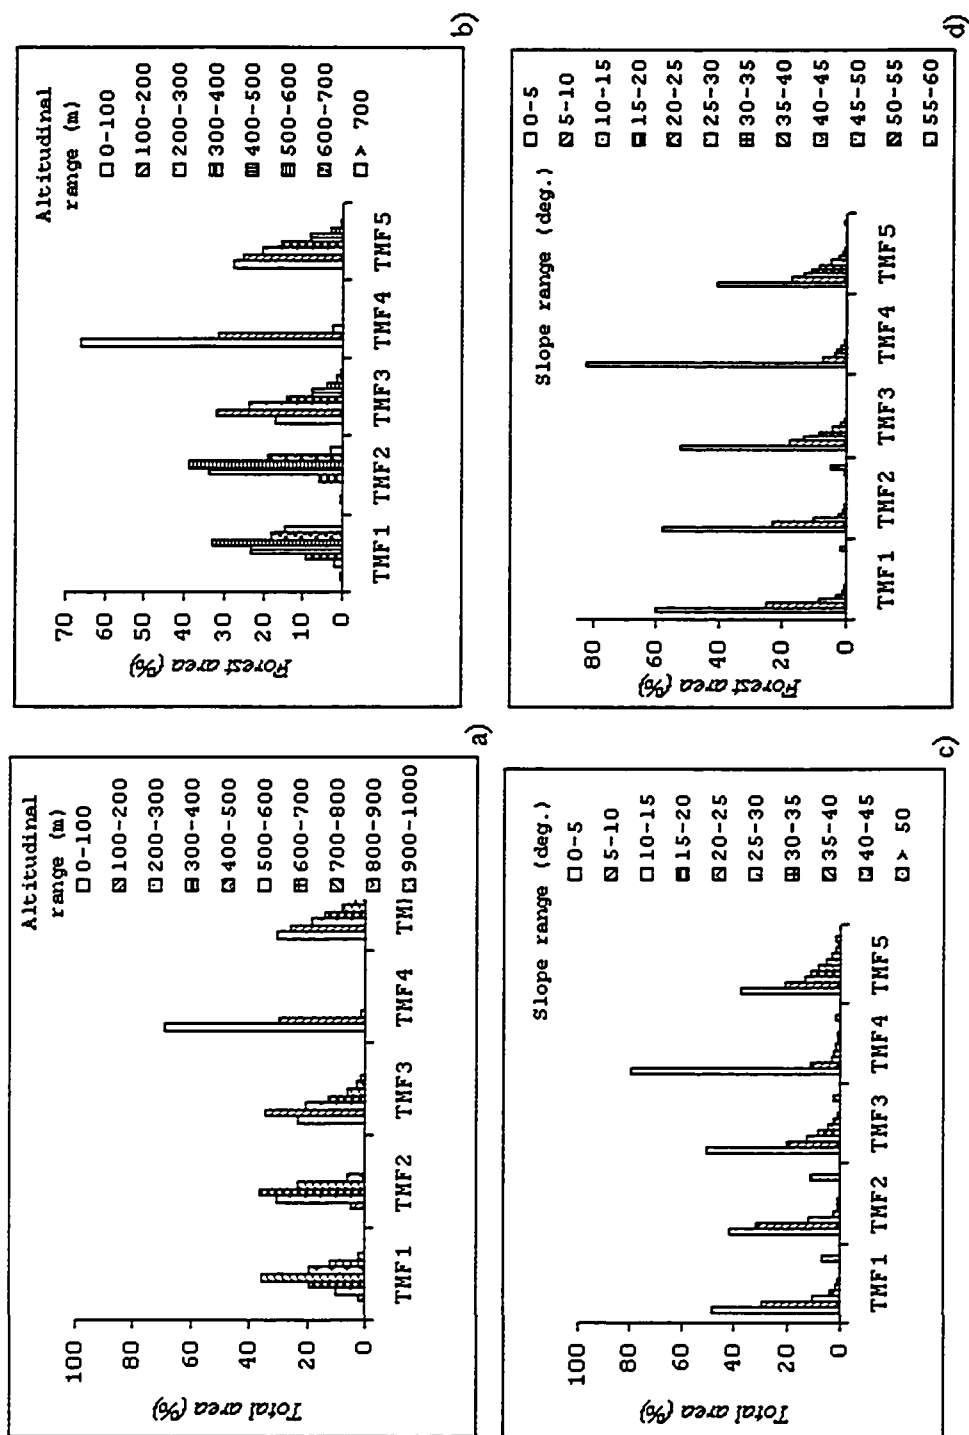 Altitudinal
range (m)
0-100
100-200
200-300
300-400
400-500
500-600
600-700
700-800
800-900
900-1000
100
80
60
40
20
0
Total area (%)
TMF1
TMF2
TMF3
TMF4
a)
Altitudinal
range (m)
0-100
100-200
200-300
300-400
400-500
500-600
600-700
> 700
70
60
50
40
30
20
10
0
Forest area (%)
TMF1
TMF2
TMF3
TMF4
TMF5
b)
Slope range (deg.)
0-5
5-10
10-15
15-20
20-25
25-30
30-35
35-40
40-45
> 50
100
80
60
40
20
0
Total area (%)
TMF1
TMF2
TMF3
TMF4
TMF5
c)
Slope range (deg.)
0-5
5-10
10-15
15-20
20-25
25-30
30-35
35-40
40-45
45-50
50-55
55-60
80
60
40
20
0
Forest area (%)
TMF1
TMF2
TMF3
TMF4
TMF5
d)